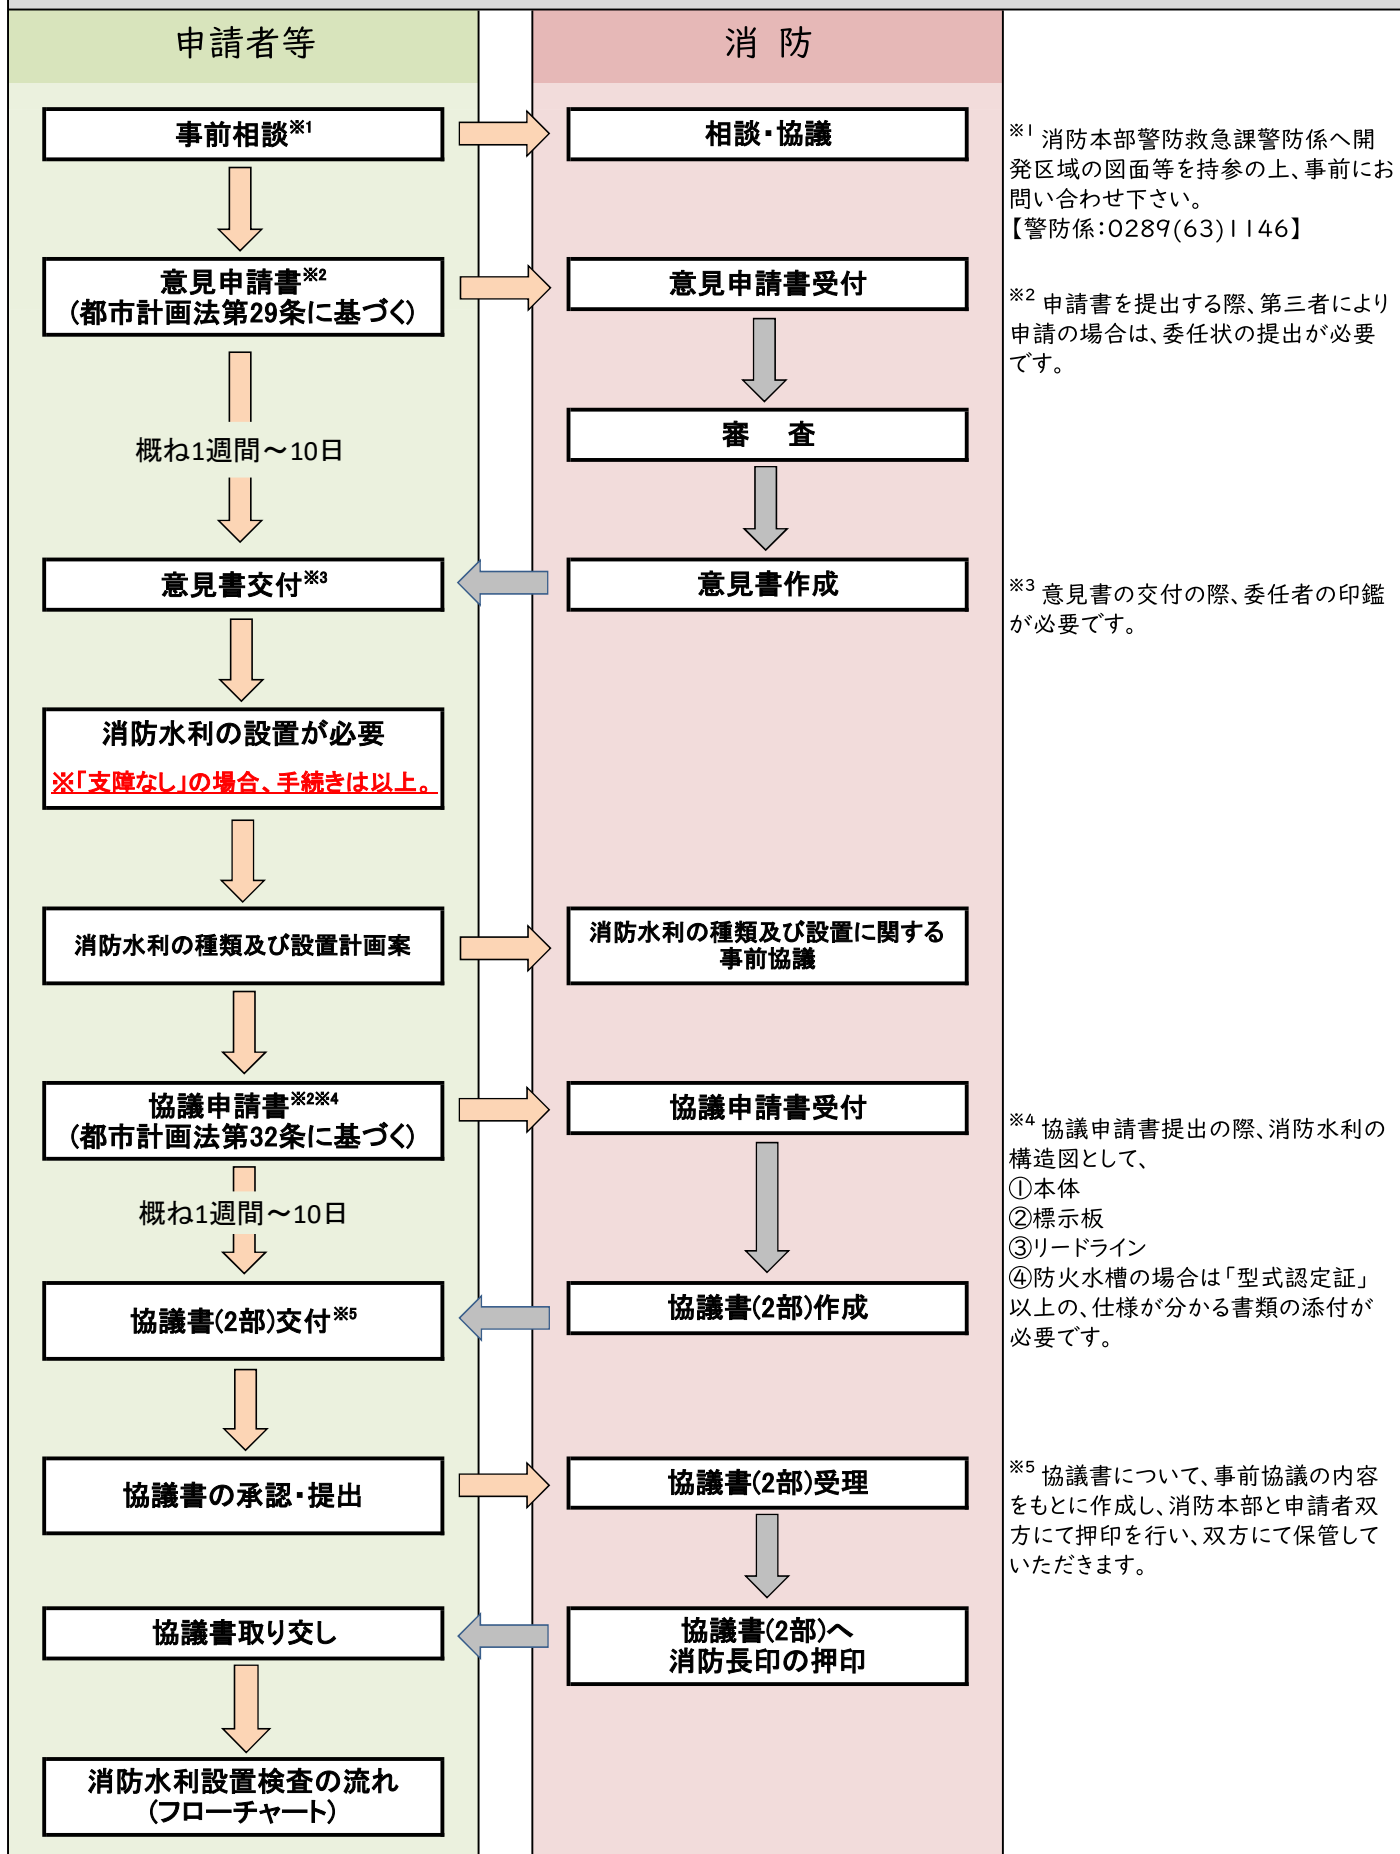 申請者等
消 防
事前相談※1
相談・協議
※1 消防本部警防救急課警防係へ開
発区域の図面等を持参の上、事前にお
問い合わせ下さい。
【警防係:0289(63)1146】
意見申請書※2
(都市計画法第29条に基づく)
意見申請書受付
※2 申請書を提出する際、第三者により
申請の場合は、委任状の提出が必要
です。
審 査
概ね1週間～10日
意見書交付※3
意見書作成
※3 意見書の交付の際、委任者の印鑑
が必要です。
消防水利の設置が必要
※「支障なし」の場合、手続きは以上。
消防水利の種類及び設置計画案
消防水利の種類及び設置に関する
事前協議
協議申請書※2※4
(都市計画法第32条に基づく)
協議申請書受付
※4 協議申請書提出の際、消防水利の
構造図として、
①本体
②標示板
③リードライン
④防火水槽の場合は「型式認定証」
以上の、仕様が分かる書類の添付が
必要です。
概ね1週間～10日
協議書(2部)交付※5
協議書(2部)作成
協議書の承認・提出
協議書(2部)受理
※5 協議書について、事前協議の内容
をもとに作成し、消防本部と申請者双
方にて押印を行い、双方にて保管して
いただきます。
協議書取り交し
協議書(2部)へ
消防長印の押印
消防水利設置検査の流れ
(フローチャート)